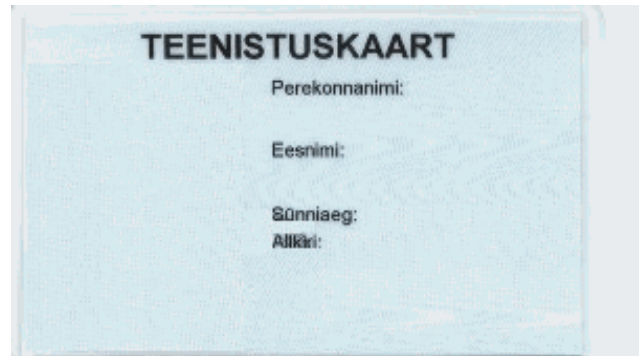 TEENISTUSKAART
Perekonnanimi:
Eesnimi:
Sünniaeg:
Allkiri: